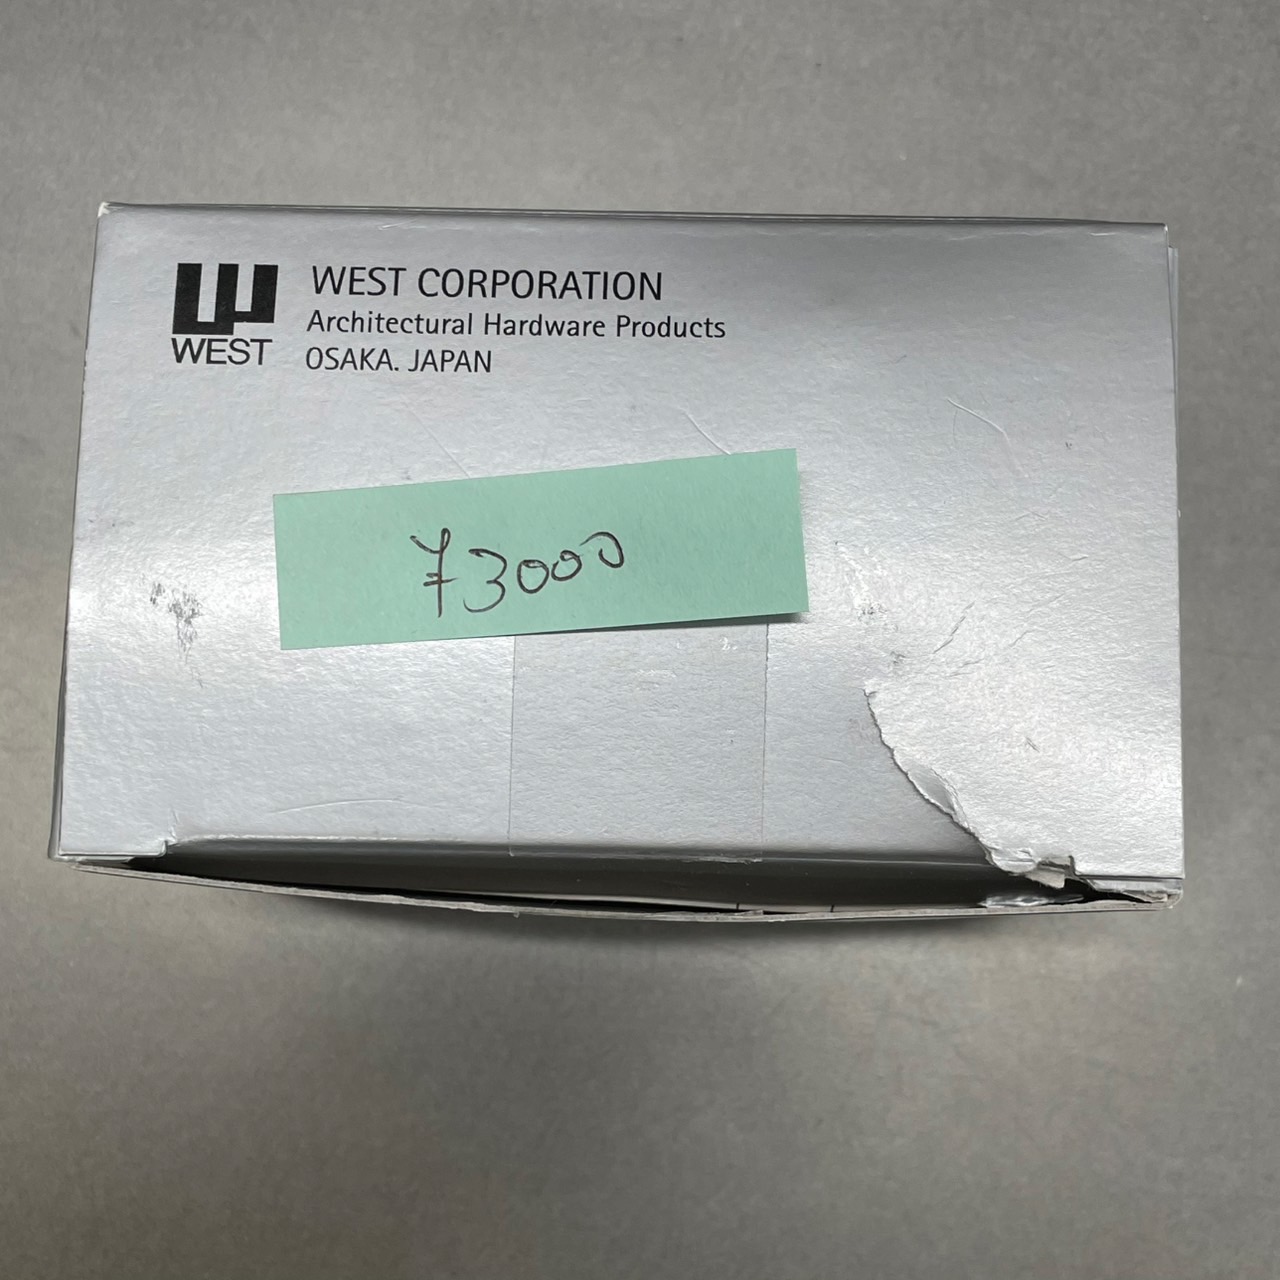 WEST CORPORATION
Architectural Hardware Products
WEST
OSAKA. JAPAN
¥3000